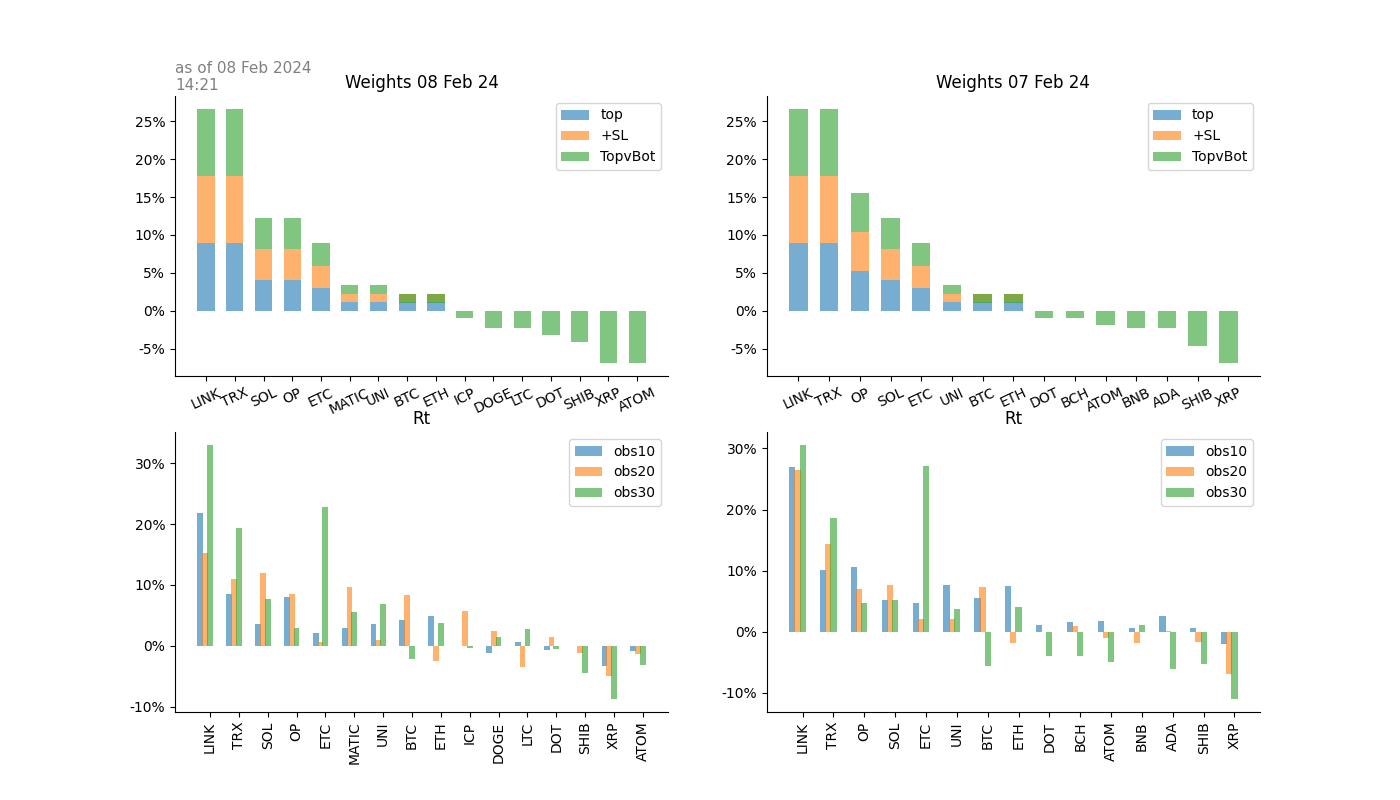 as of 08 Feb 2024
14:21
Weights 08 Feb 24
25%
20%
15%
10%
5%
0%
-5%
top
+SL
TopvBot
LINK TRX SOL OP ETC MATIC UNI BTC ETH ICP DOGE LTC DOT SHIB XRP ATOM
Weights 07 Feb 24
25%
20%
15%
10%
5%
0%
-5%
top
+SL
TopvBot
LINK TRX OP SOL ETC UNI BTC ETH DOT BCH ATOM BNB ADA SHIB XRP
Rt
30%
20%
10%
0%
-10%
obs10
obs20
obs30
LINK TRX SOL OP ETC MATIC UNI BTC ETH ICP DOGE LTC DOT SHIB XRP ATOM
Rt
30%
20%
10%
0%
-10%
obs10
obs20
obs30
LINK TRX OP SOL ETC UNI BTC ETH DOT BCH ATOM BNB ADA SHIB XRP